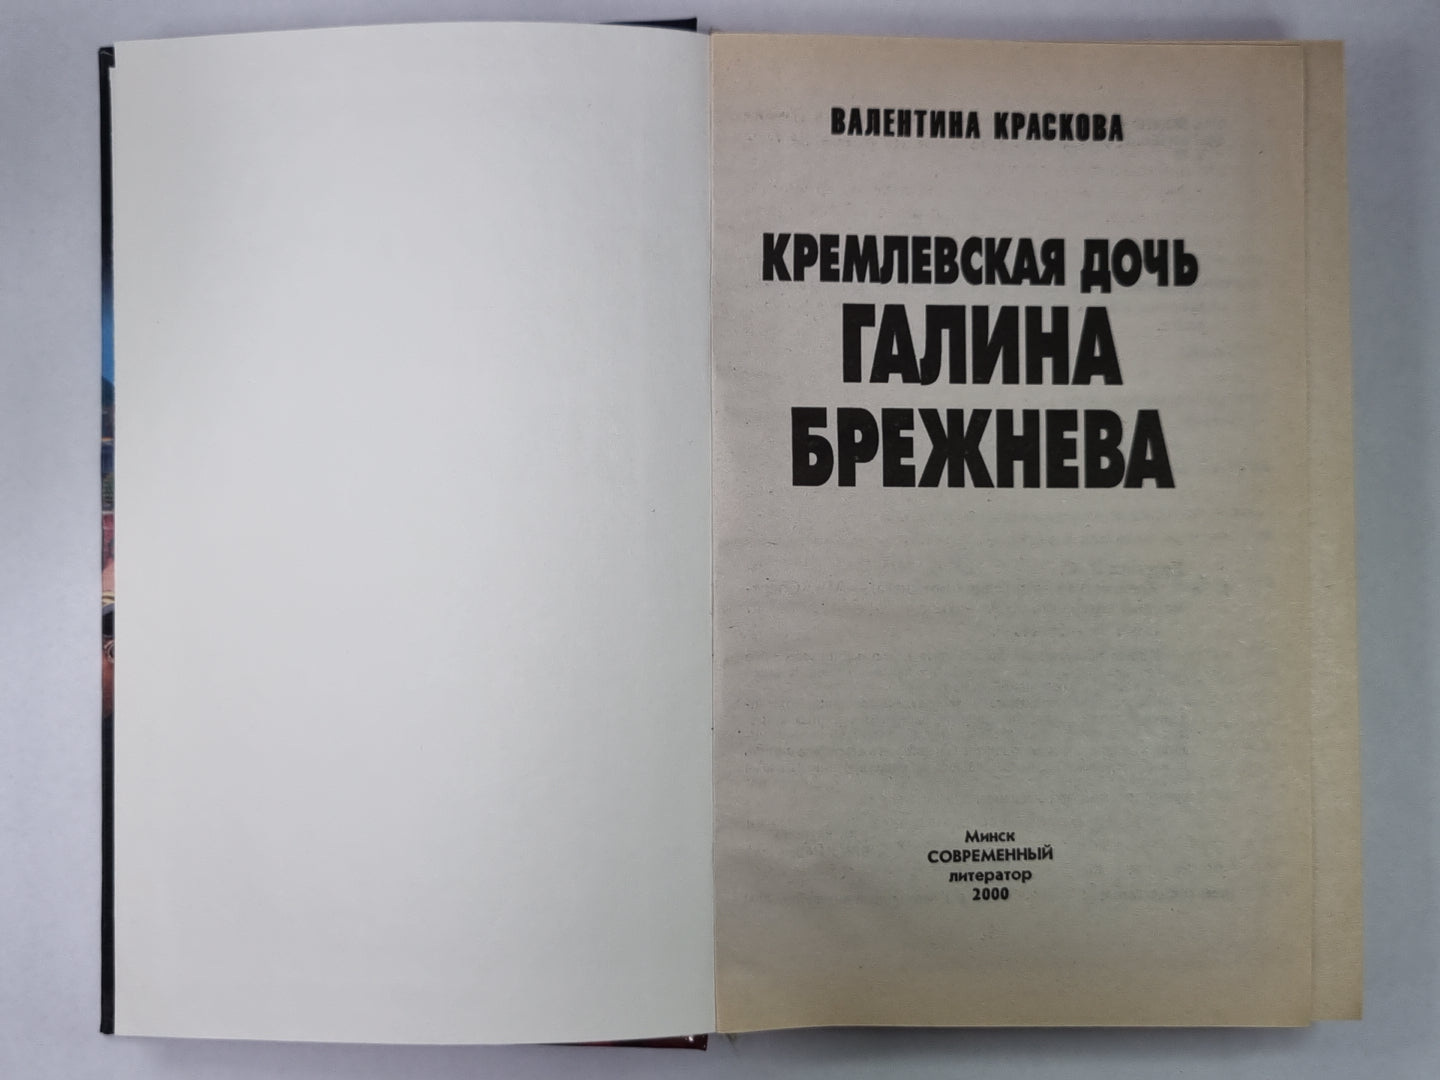 ВАЛЕНТИНА КРАСКОВА
КРЕМЛЕВСКАЯ ДОЧЬ
ГАЛИНА
БРЕЖНЕВА
Минск
СОВРЕМЕННЫЙ
литератор
2000